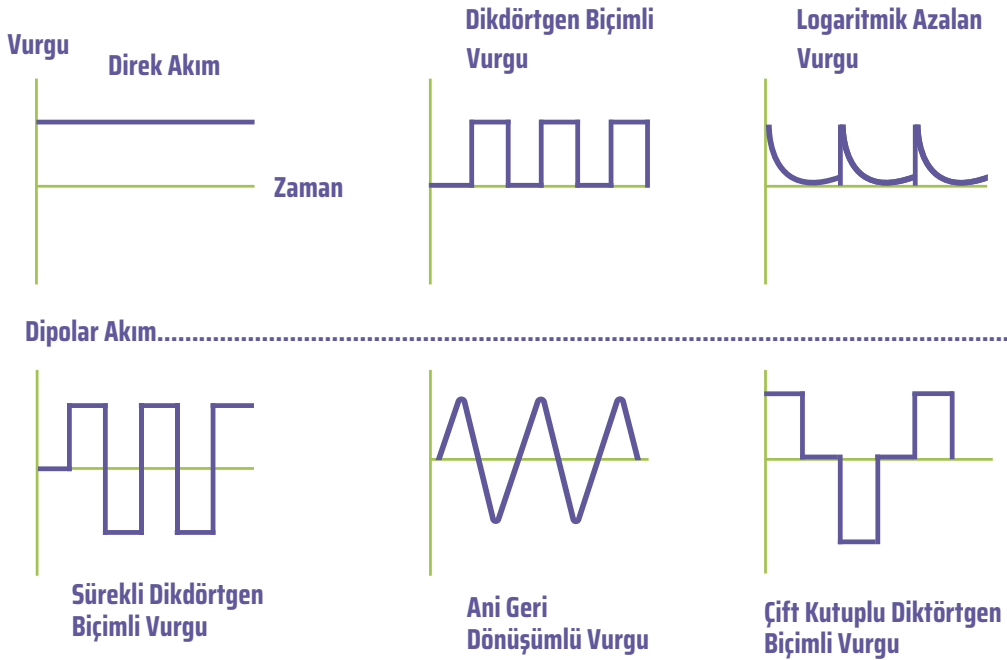 Vurgu
Direk Akım
Zaman
Dikdörtgen Biçimli
Vurgu
Logaritmik Azalan
Vurgu
Dipolar Akım
Sürekli Dikdörtgen
Biçimli Vurgu
Ani Geri
Dönüşümlü Vurgu
Çift Kutuplu Diktörtgen
Biçimli Vurgu